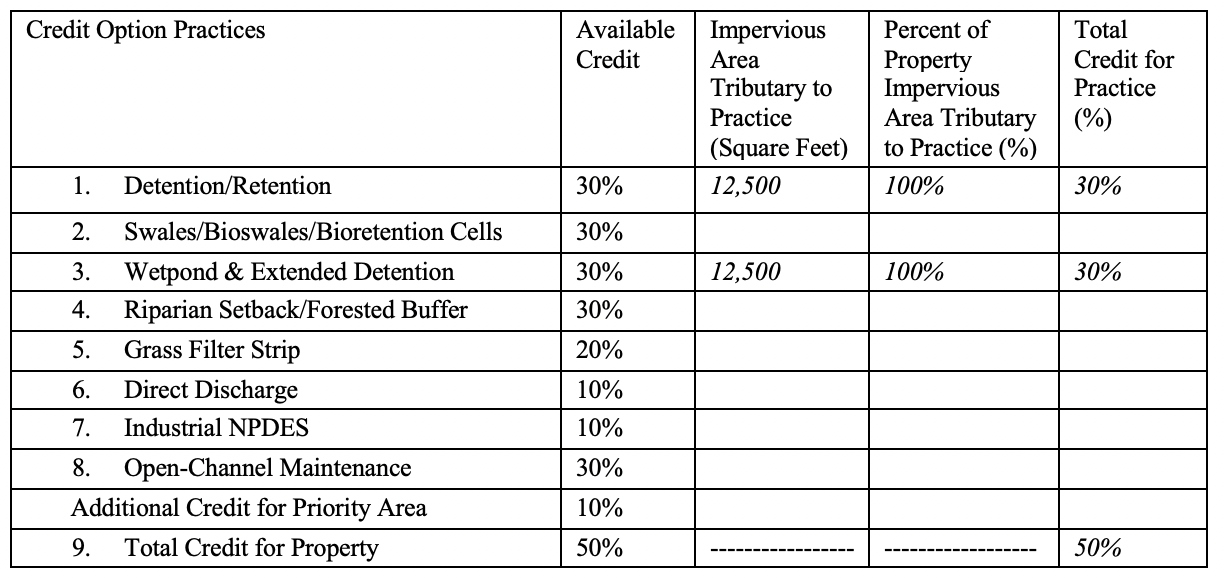 Credit Option Practices Available Credit Impervious Area Tributary to Practice (Square Feet) Percent of Property Impervious Area Tributary to Practice (%) Total Credit for Practice (%)
1. Detention/Retention 30% 12,500 100% 30%
2. Swales/Bioswales/Bioretention Cells 30%
3. Wetpond & Extended Detention 30% 12,500 100% 30%
4. Riparian Setback/Forested Buffer 30%
5. Grass Filter Strip 20%
6. Direct Discharge 10%
7. Industrial NPDES 10%
8. Open-Channel Maintenance 30%
Additional Credit for Priority Area 10%
9. Total Credit for Property 50% ----------------- ------------------ 50%